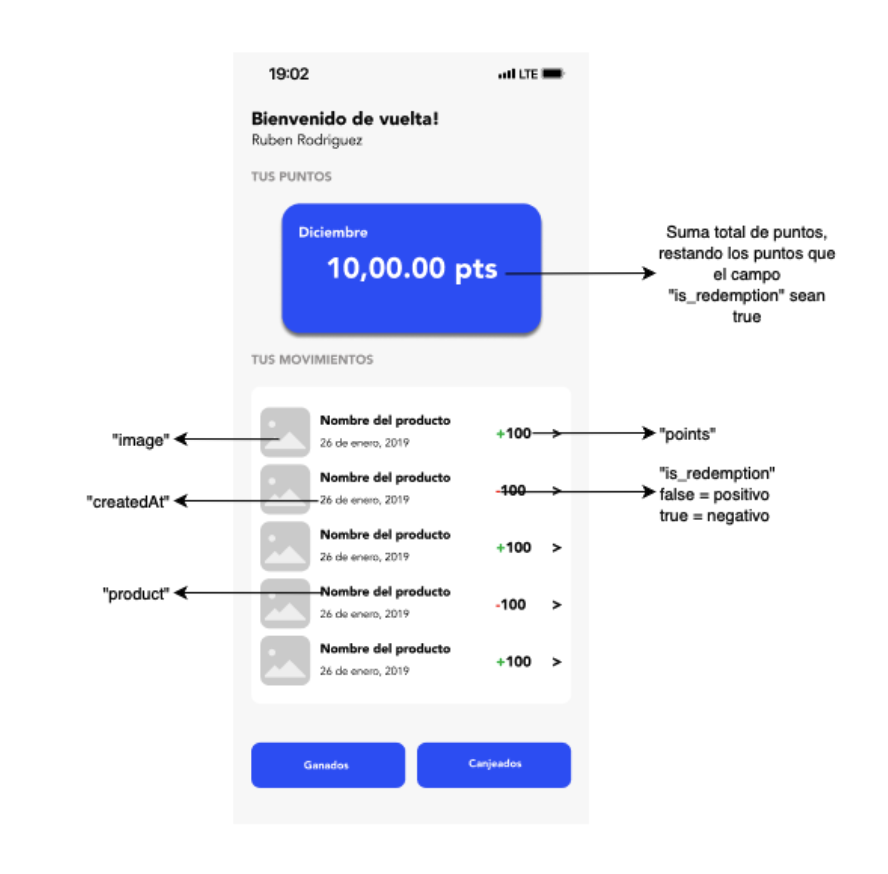 19:02
LTE
Bienvenido de vuelta!
Ruben Rodriguez
TUS PUNTOS
Diciembre
10,00.00 pts
Suma total de puntos,
restando los puntos que
el campo
"is_redemption" sean
true
TUS MOVIMIENTOS
"image"
Nombre del producto
26 de enero, 2019
+100 >
"points"
"createdAt"
Nombre del producto
26 de enero, 2019
-100 >
"is_redemption"
false = positivo
true = negativo
Nombre del producto
26 de enero, 2019
+100 >
"product"
Nombre del producto
26 de enero, 2019
-100 >
Nombre del producto
26 de enero, 2019
+100 >
Ganados
Canjeados